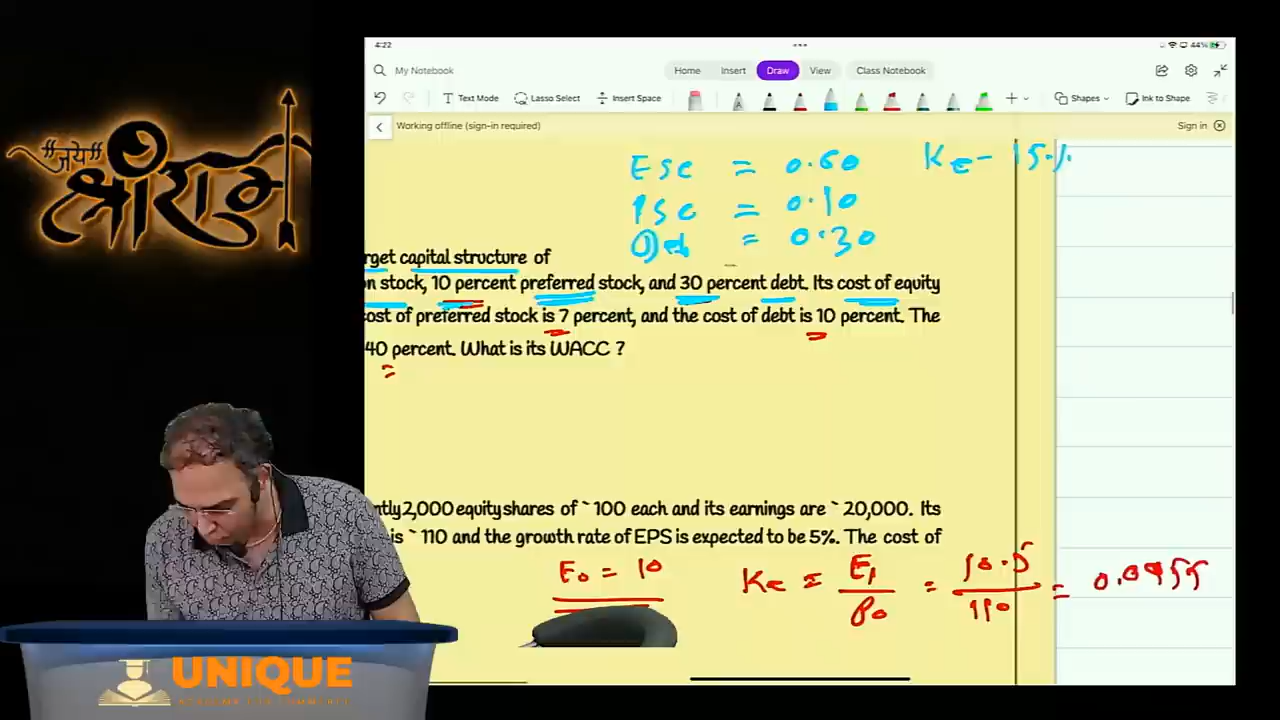 ॥जय॥
श्री राम
4:22
44%
My Notebook
Home Insert Draw View Class Notebook
Text Mode Lasso Select Insert Space Shapes Ink to Shape
Working offline (sign-in required)
Sign in
ESC = 0.60 Ke - 15%
PSC = 0.10
Deb = 0.30
rget capital structure of
n stock, 10 percent preferred stock, and 30 percent debt. Its cost of equity
ost of preferred stock is 7 percent, and the cost of debt is 10 percent. The
40 percent. What is its WACC ?
ntly 2,000 equity shares of ` 100 each and its earnings are ` 20,000. Its
is ` 110 and the growth rate of EPS is expected to be 5%. The cost of
E0 = 10
Ke = E1 / P0 = 10.5 / 110 = 0.0955
UNIQUE
ACADEMY FOR COMMERCE